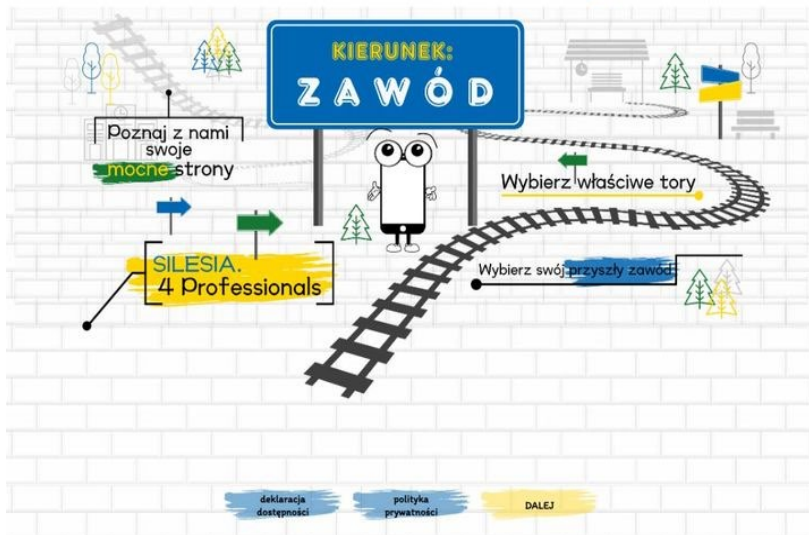 KIERUNEK:
ZAWÓD
Poznaj z nami
swoje
mocne strony
Wybierz właściwe tory
SILESIA.
4 Professionals
Wybierz swój przyszły zawód
deklaracja
dostępności
polityka
prywatności
DALEJ